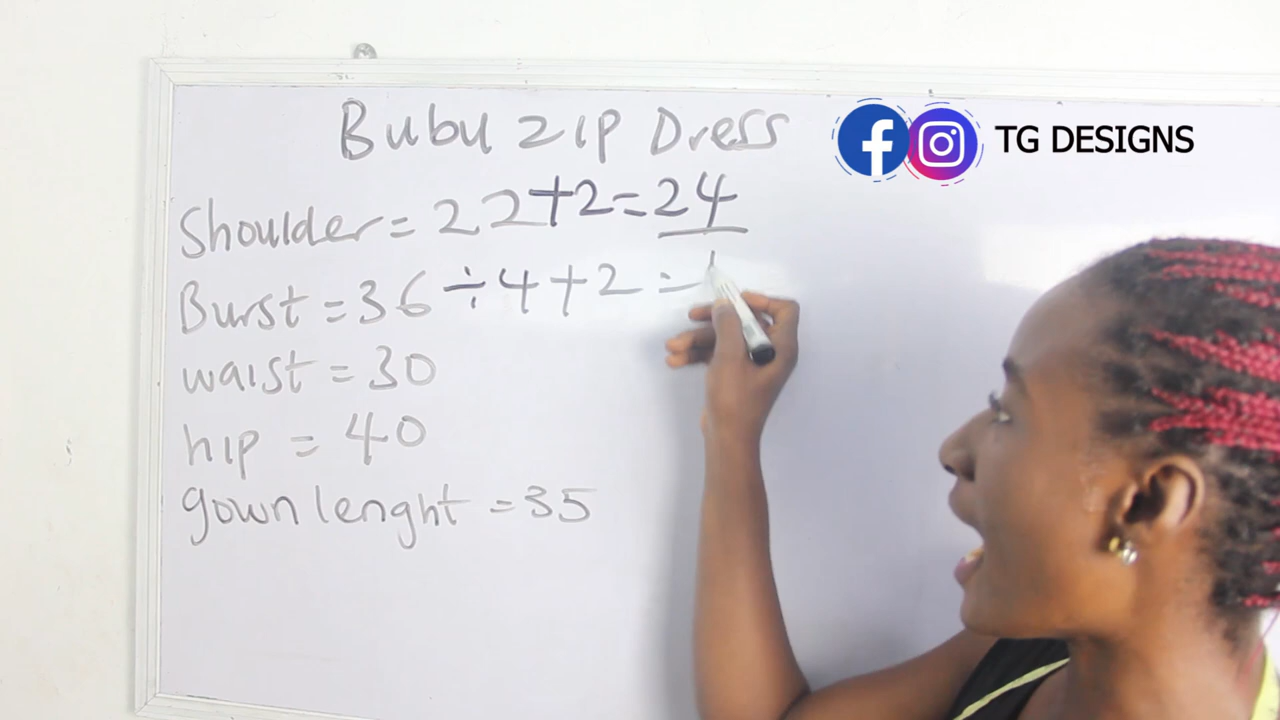 Bubu zip Dress
TG DESIGNS
Shoulder = 22+2=24
Burst = 36 ÷ 4 + 2 =
waist = 30
hip = 40
gown lenght = 35